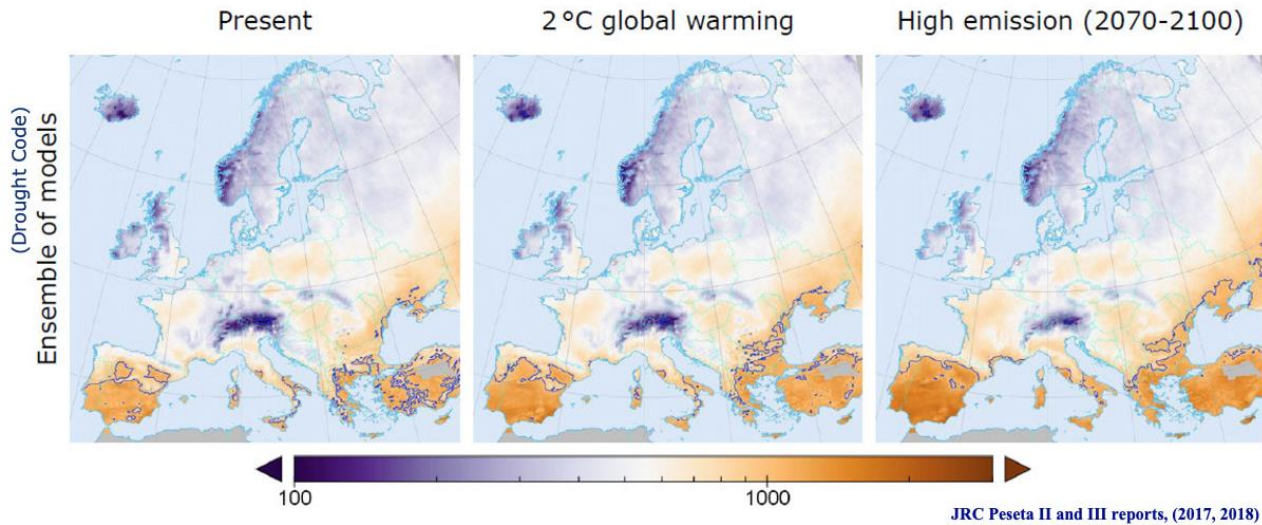 Present
2 °C global warming
High emission (2070-2100)
(Drought Code)
Ensemble of models
100
1000
JRC Peseta II and III reports, (2017, 2018)